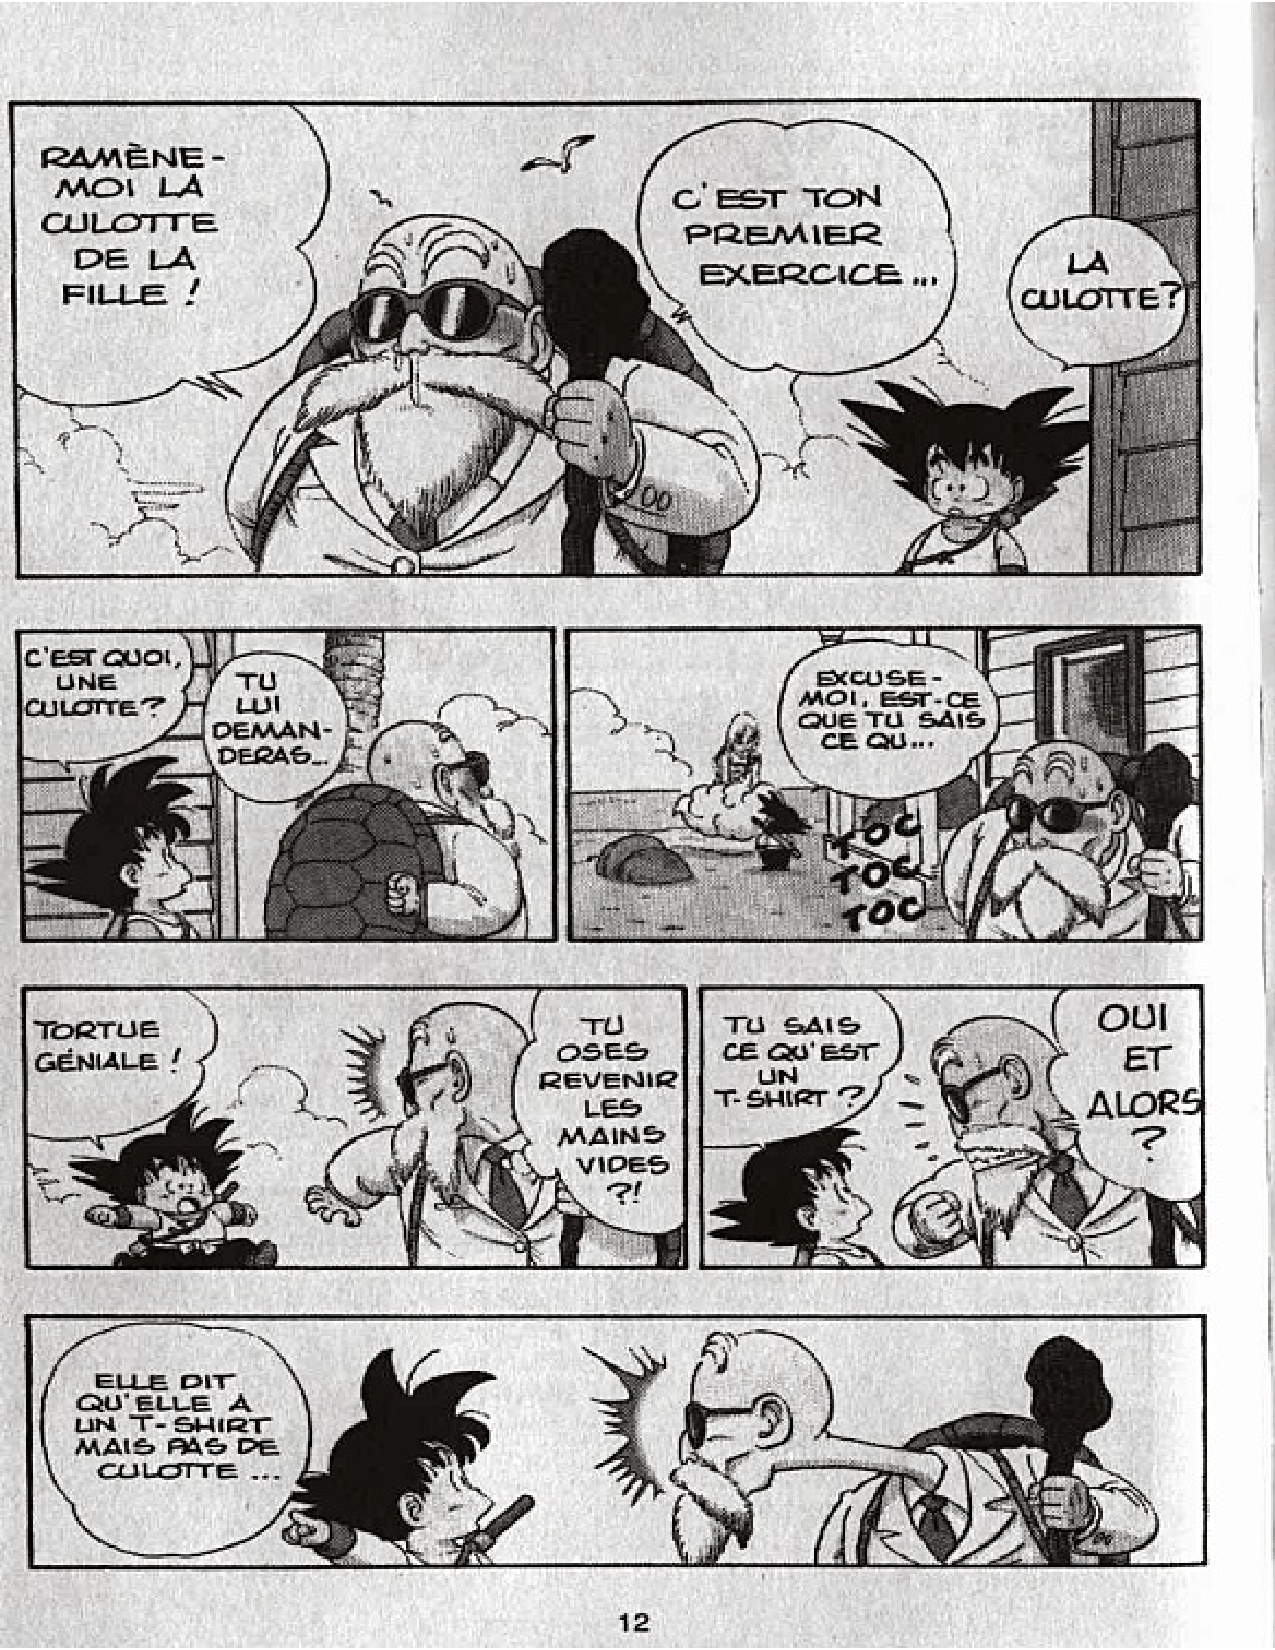 RAMÈNE-
MOI LA
CULOTTE
DE LA
FILLE !
C'EST TON
PREMIER
EXERCICE ...
LA
CULOTTE?
C'EST QUOI,
UNE
CULOTTE ?
TU
LUI
DEMAN-
DERAS...
EXCUSE-
MOI, EST-CE
QUE TU SAIS
CE QU...
TOC
TOC
TOC
TORTUE
GÉNIALE !
TU
OSES
REVENIR
LES
MAINS
VIDES
?!
TU SAIS
CE QU'EST
UN
T-SHIRT ?
OUI
ET
ALORS
?
ELLE DIT
QU'ELLE A
UN T-SHIRT
MAIS PAS DE
CULOTTE ...
12